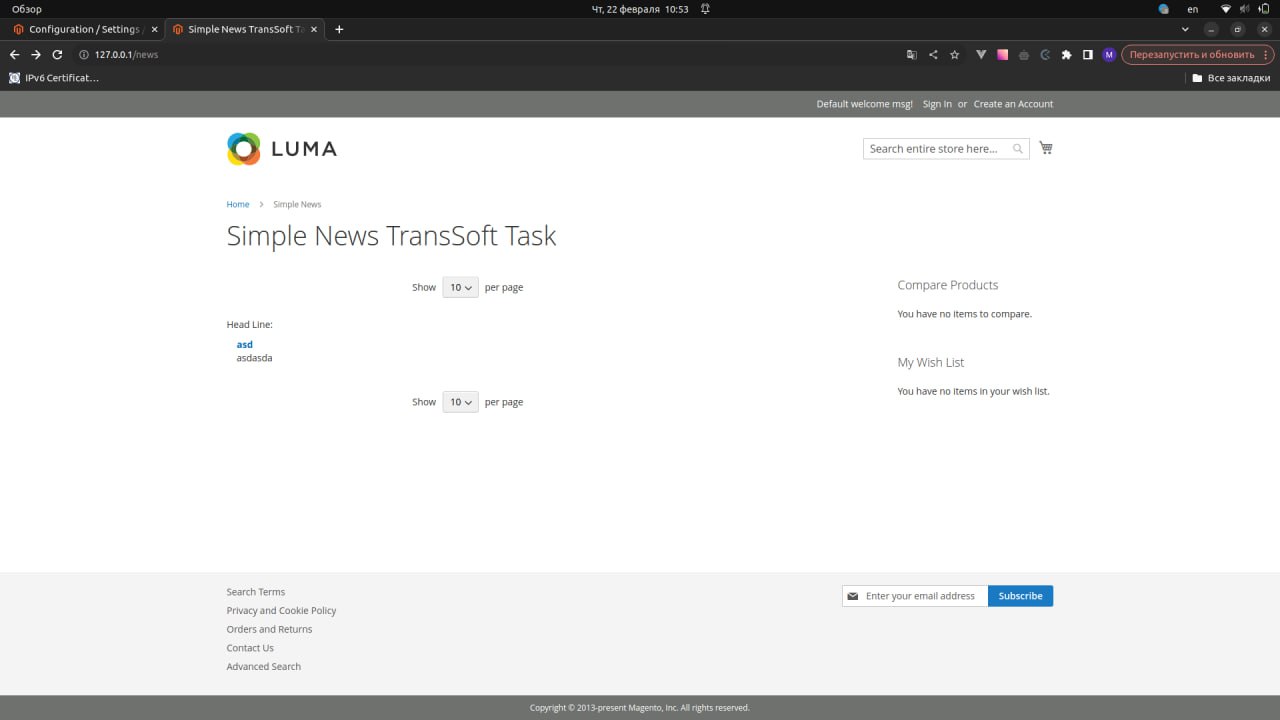 Обзор
Чт, 22 февраля 10:53
en
Configuration / Settings /
Simple News TransSoft Ta
127.0.0.1/news
M
Перезапустить и обновить
IPv6 Certificat...
Все закладки
Default welcome msg! Sign In or Create an Account
LUMA
Search entire store here...
Home > Simple News
Simple News TransSoft Task
Show 10 per page
Compare Products
You have no items to compare.
Head Line:
asd
asdasda
My Wish List
You have no items in your wish list.
Show 10 per page
Search Terms
Privacy and Cookie Policy
Orders and Returns
Contact Us
Advanced Search
Enter your email address
Subscribe
Copyright © 2013-present Magento, Inc. All rights reserved.